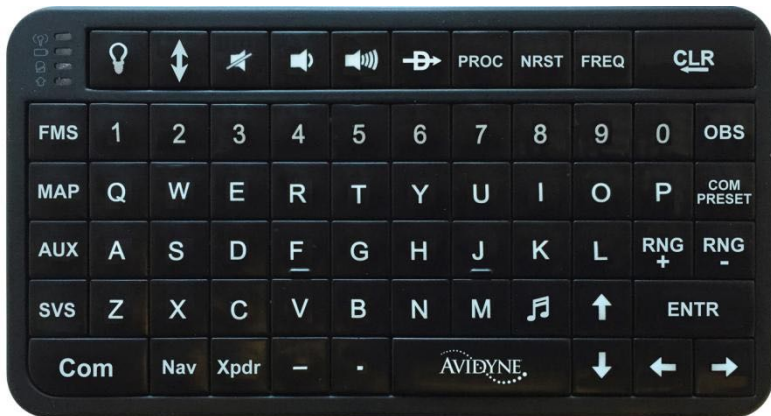 PROC NRST FREQ CLR
FMS 1 2 3 4 5 6 7 8 9 0 OBS
MAP Q W E R T Y U I O P COM
PRESET
AUX A S D F G H J K L RNG RNG
+ -
SVS Z X C V B N M ENTR
Com Nav Xpdr – . AVIDYNE.